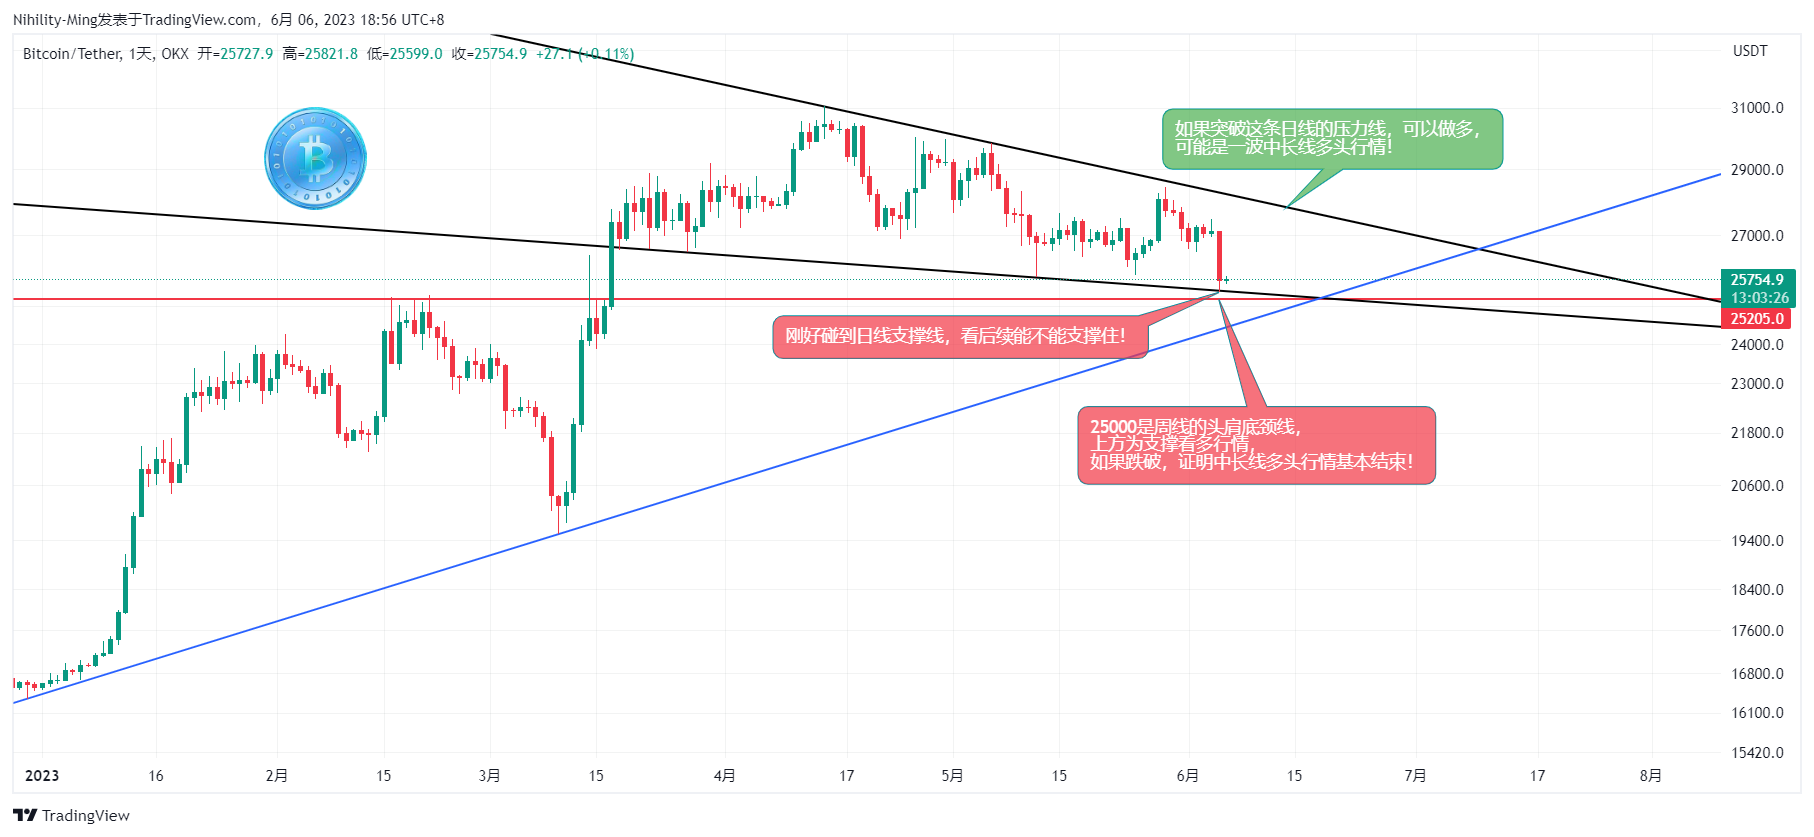 Nihility-Ming发表于TradingView.com，6月 06, 2023 18:56 UTC+8
Bitcoin/Tether, 1天, OKX 开=25727.9 高=25821.8 低=25599.0 收=25754.9 +27.1 (+0.11%)
USDT
31000.0
如果突破这条日线的压力线，可以做多，
可能是一波中长线多头行情！
29000.0
27000.0
25754.9
13:03:26
25205.0
刚好碰到日线支撑线，看后续能不能支撑住！
24000.0
23000.0
25000是周线的头肩底颈线，
上方为支撑看多行情，
如果跌破，证明中长线多头行情基本结束！
21800.0
20600.0
19400.0
18400.0
17600.0
16800.0
16100.0
15420.0
2023 16 2月 15 3月 15 4月 17 5月 15 6月 15 7月 17 8月
TradingView